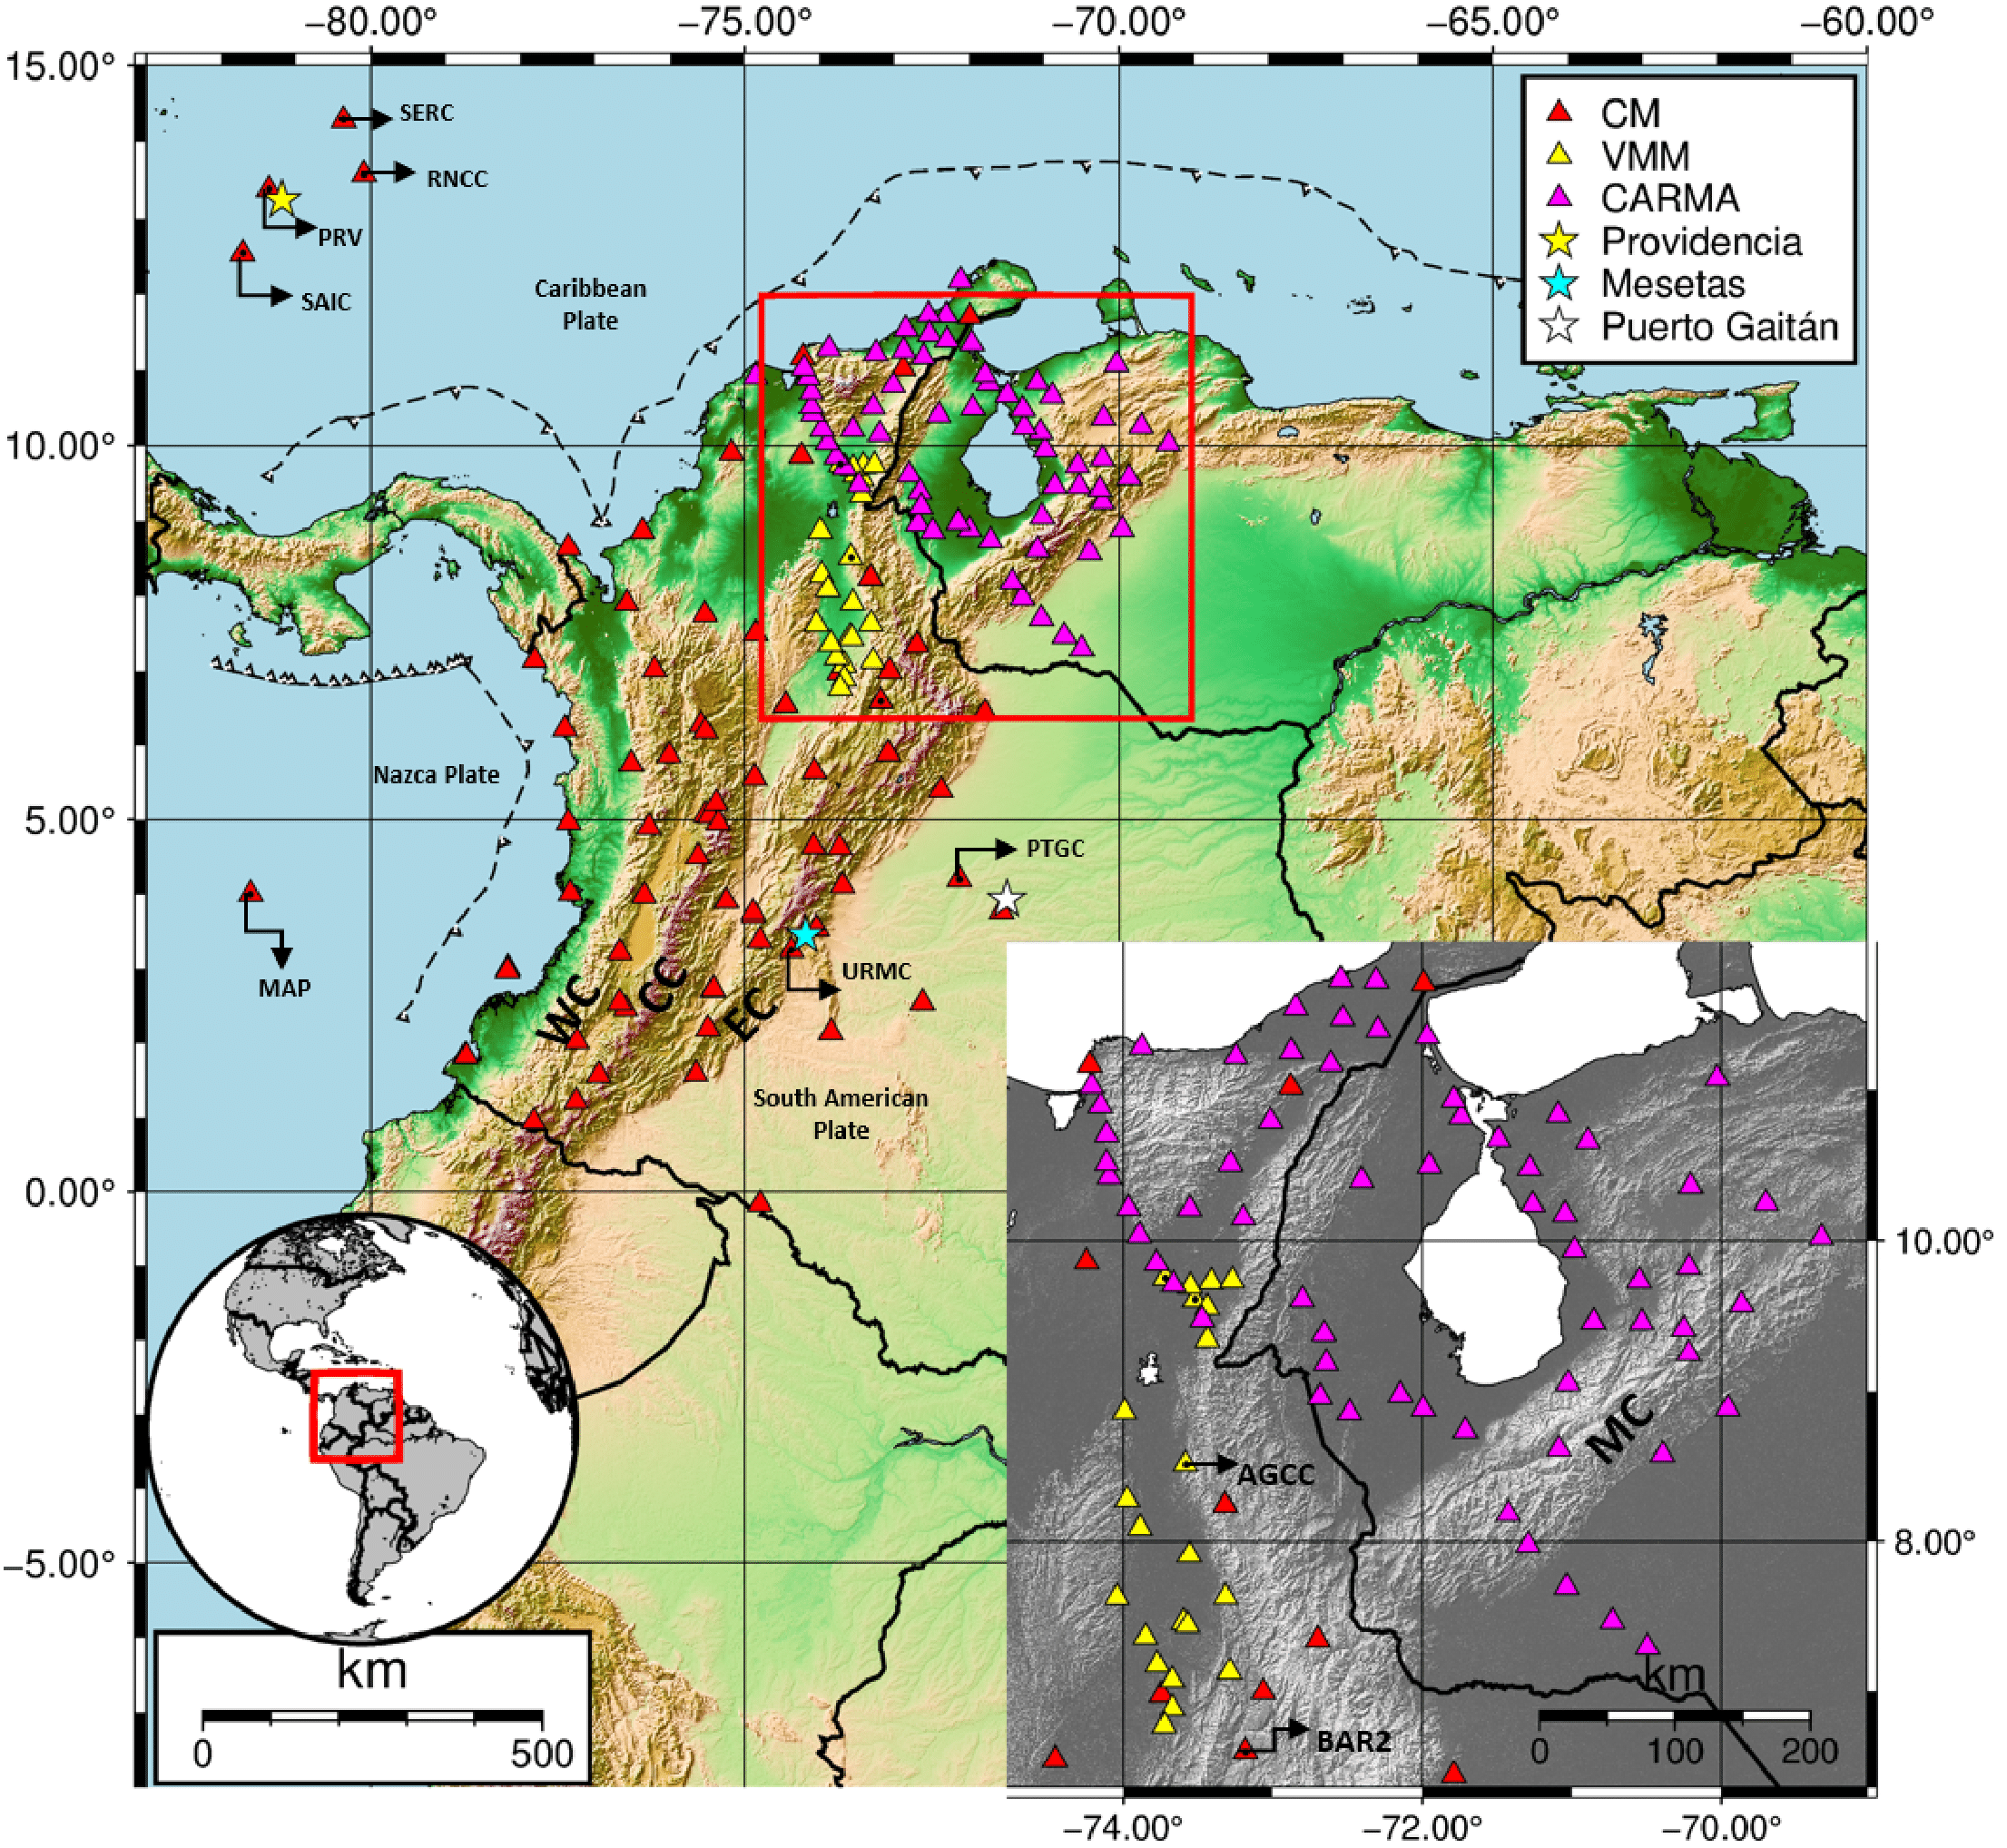 −80.00°
−75.00°
−70.00°
−65.00°
−60.00°
15.00°
10.00°
5.00°
0.00°
−5.00°
CM
VMM
CARMA
Providencia
Mesetas
Puerto Gaitán
SERC
RNCC
PRV
SAIC
Caribbean
Plate
Nazca Plate
PTGC
MAP
URMC
WC
CC
EC
South American
Plate
km
0
500
10.00°
8.00°
MC
AGCC
BAR2
km
0
100
200
−74.00°
−72.00°
−70.00°